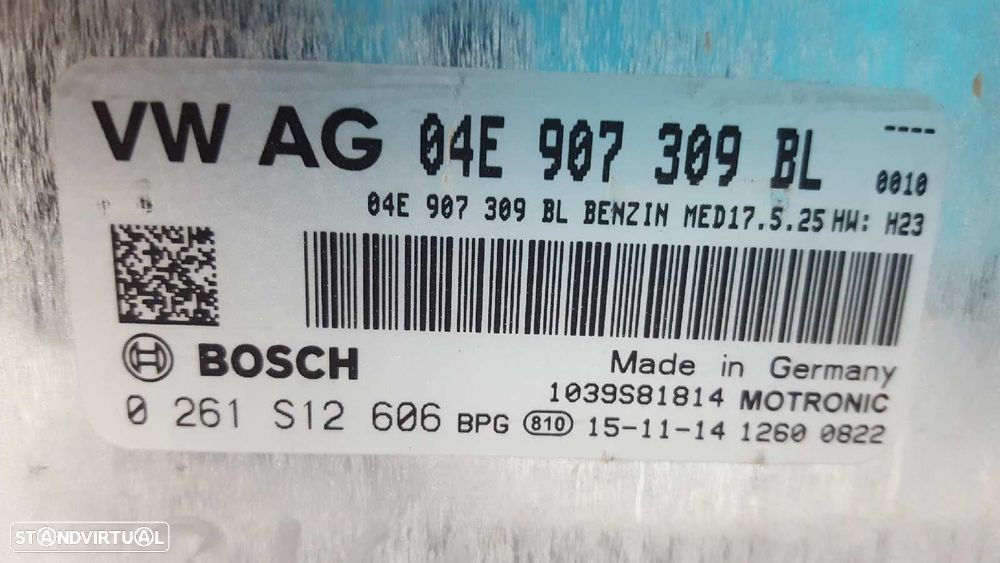 VW AG 04E 907 309 BL ----
0010
04E 907 309 BL BENZIN MED17.5.25 HW: H23
BOSCH Made in Germany
1039S81814 MOTRONIC
0 261 S12 606 BPG 810 15-11-14 1260 0822
STANDVIRTUAL